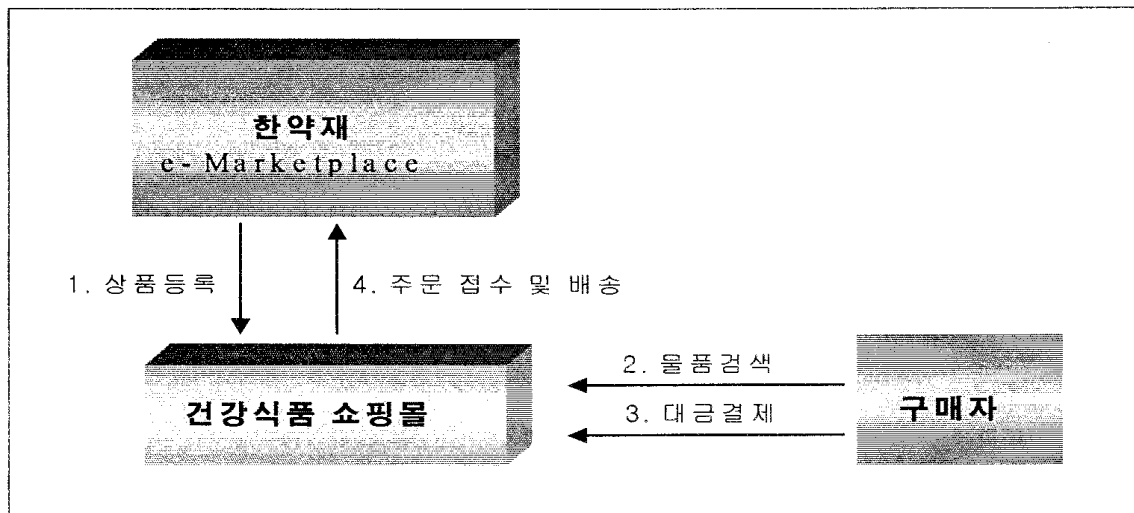 한약재
e- Marketplace
1. 상품등록
4. 주문 접수 및 배송
건강식품 쇼핑몰
2. 물품검색
3. 대금결제
구매자